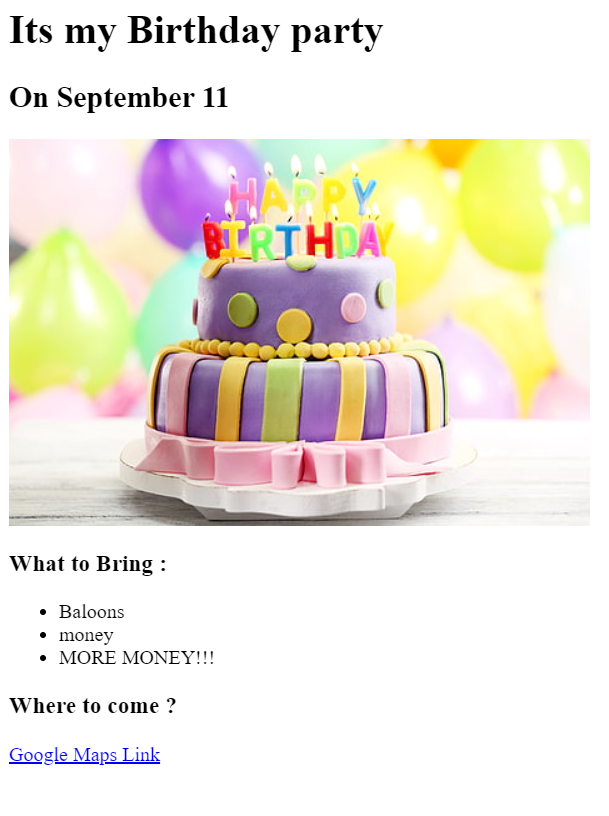 Its my Birthday party
On September 11
HAPPY
BIRTHDAY
What to Bring :
Baloons
money
MORE MONEY!!!
Where to come ?
Google Maps Link